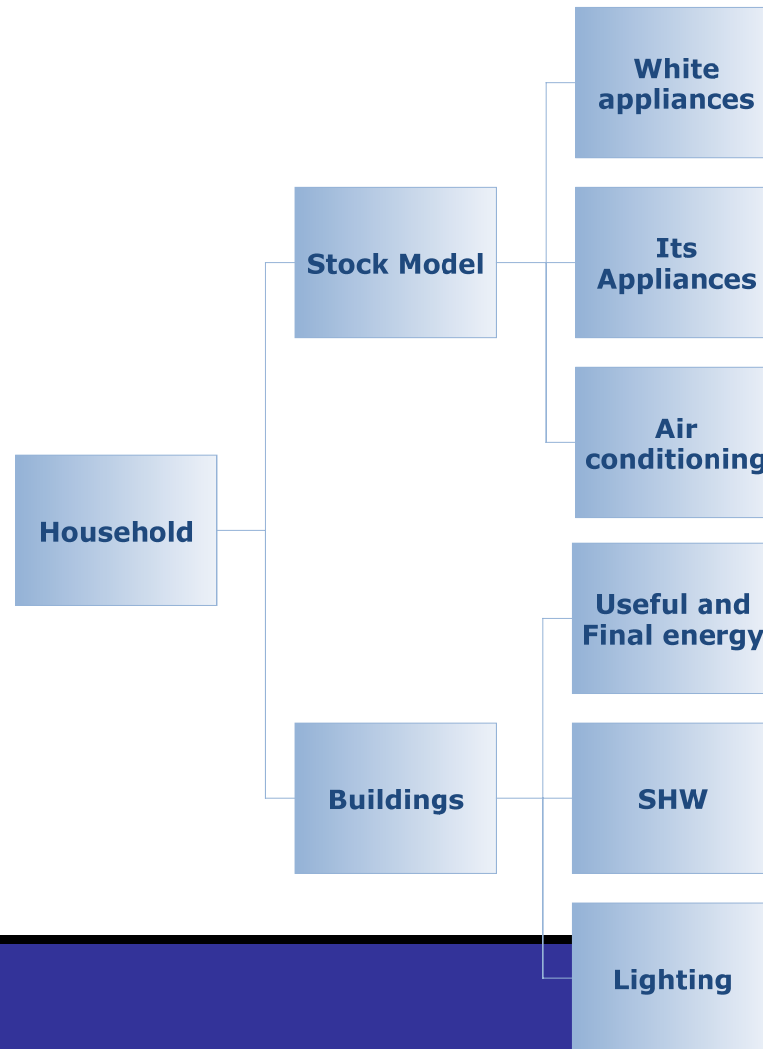 White
appliances
Stock Model
Its
Appliances
Air
conditioning
Household
Useful and
Final energy
Buildings
SHW
Lighting